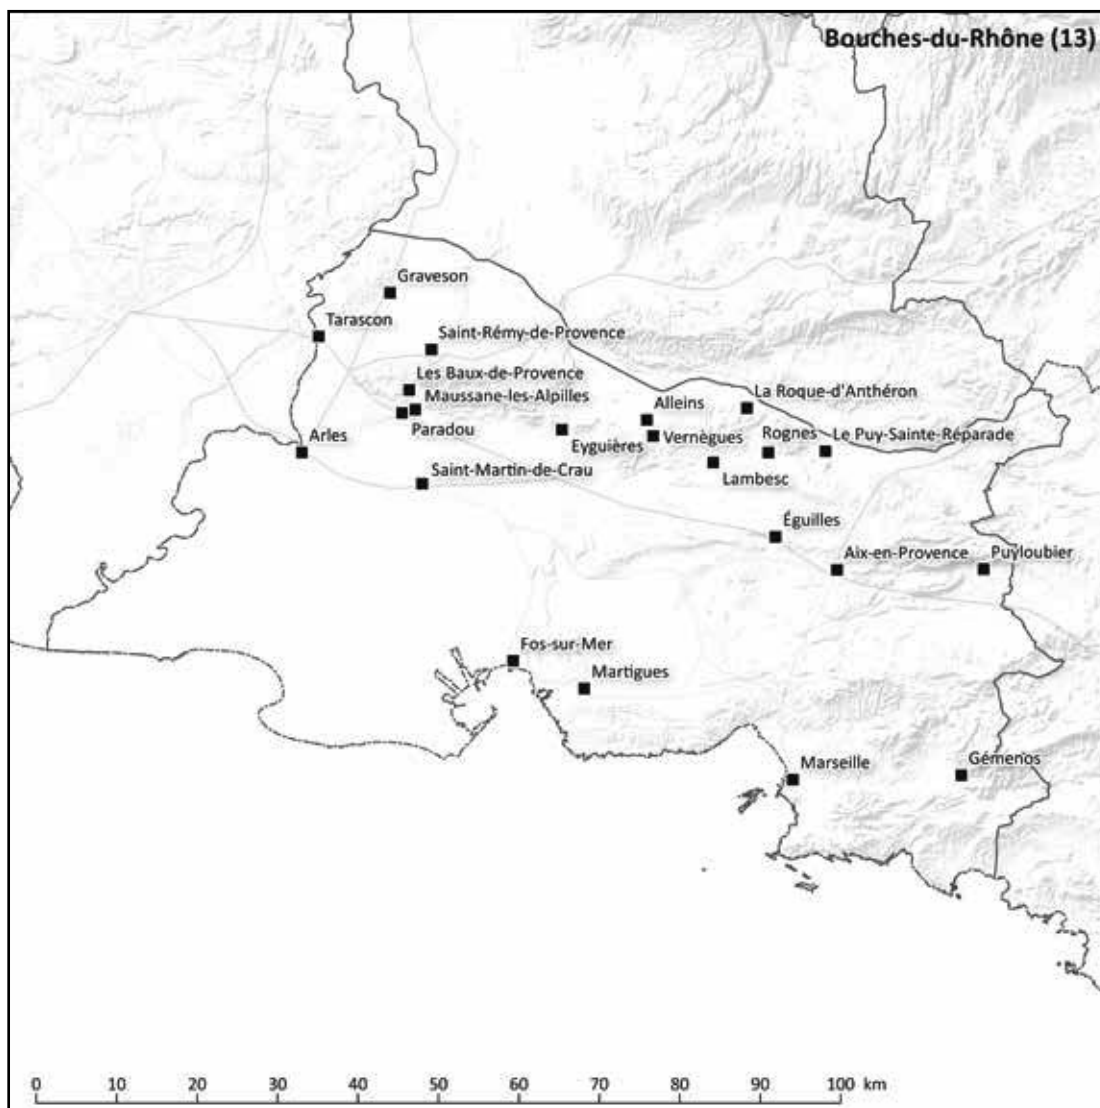 Bouches-du-Rhône (13)
Graveson
Tarascon
Saint-Rémy-de-Provence
Les Baux-de-Provence
Maussane-les-Alpilles
La Roque-d'Anthéron
Alleins
Paradou
Arles
Eyguières
Vernègues
Rognes
Le Puy-Sainte-Réparade
Saint-Martin-de-Crau
Lambesc
Éguilles
Aix-en-Provence
Puyloubier
Fos-sur-Mer
Martigues
Marseille
Gémenos
0 10 20 30 40 50 60 70 80 90 100 km